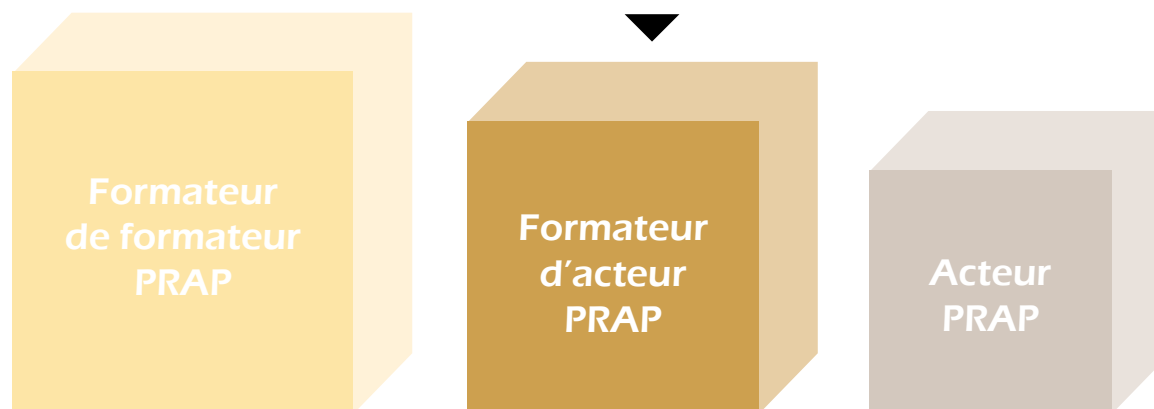 Formateur
de formateur
PRAP
Formateur
d’acteur
PRAP
Acteur
PRAP